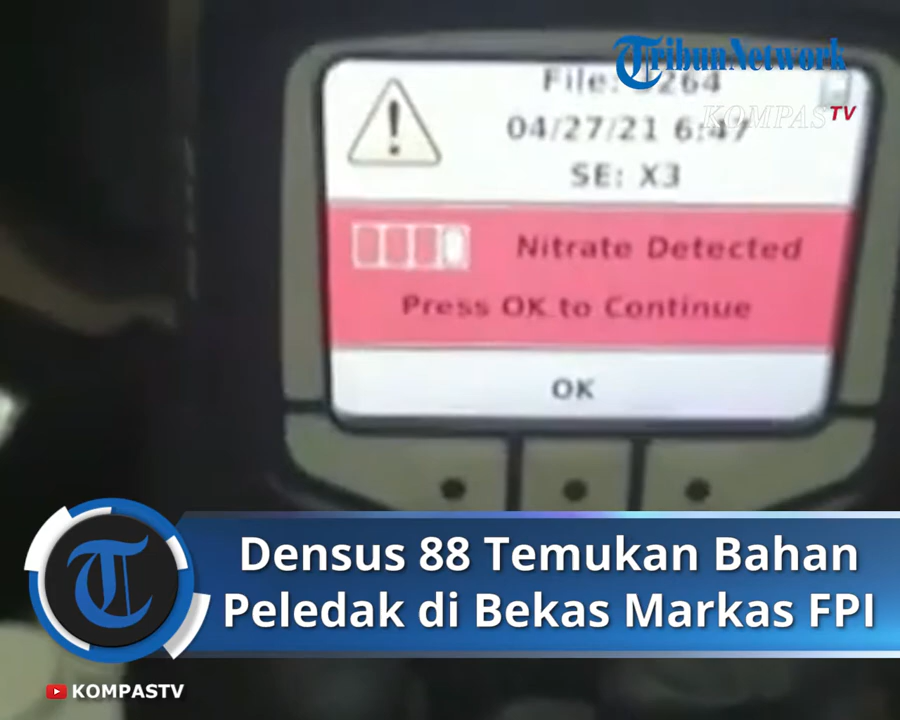 TribunNetwork
KOMPAS TV
File: 9264
04/27/21 6:47
SE: X3
Nitrate Detected
Press OK to Continue
OK
Densus 88 Temukan Bahan
Peledak di Bekas Markas FPI
KOMPASTV